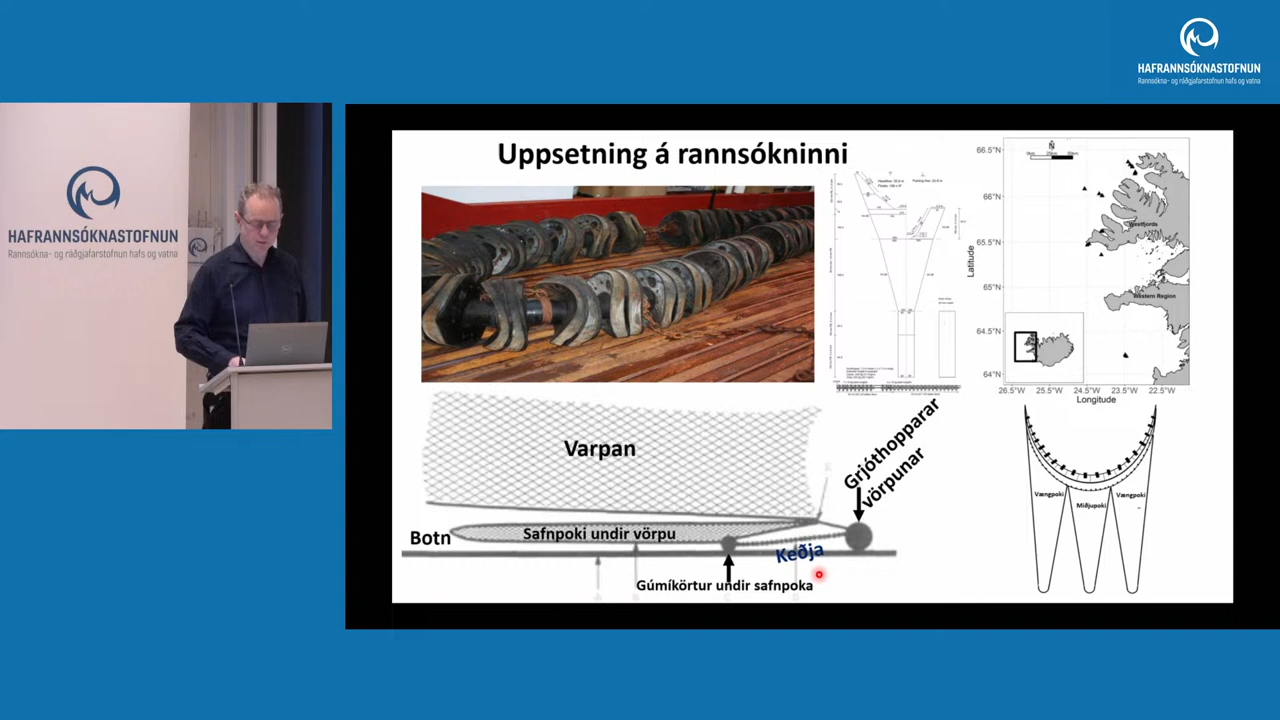 HAFRANNSÓKNASTOFNUN
Rannsókna- og ráðgjafarstofnun hafs og vatna
HAFRANNSÓKNASTOFNUN
Rannsókna- og ráðgjafarstofnun hafs og vatna
Uppsetning á rannsókninni
N
66.5°N
66°N
65.5°N
65°N
64.5°N
64°N
Latitude
Westfjords
Western Region
26.5°W
25.5°W
24.5°W
23.5°W
22.5°W
Longitude
Varpan
Grjóthopparar
vörpunar
Botn
Safnpoki undir vörpu
Keðja
Gúmíkörtur undir safnpoka
Vængpoki
Miðjupoki
Vængpoki